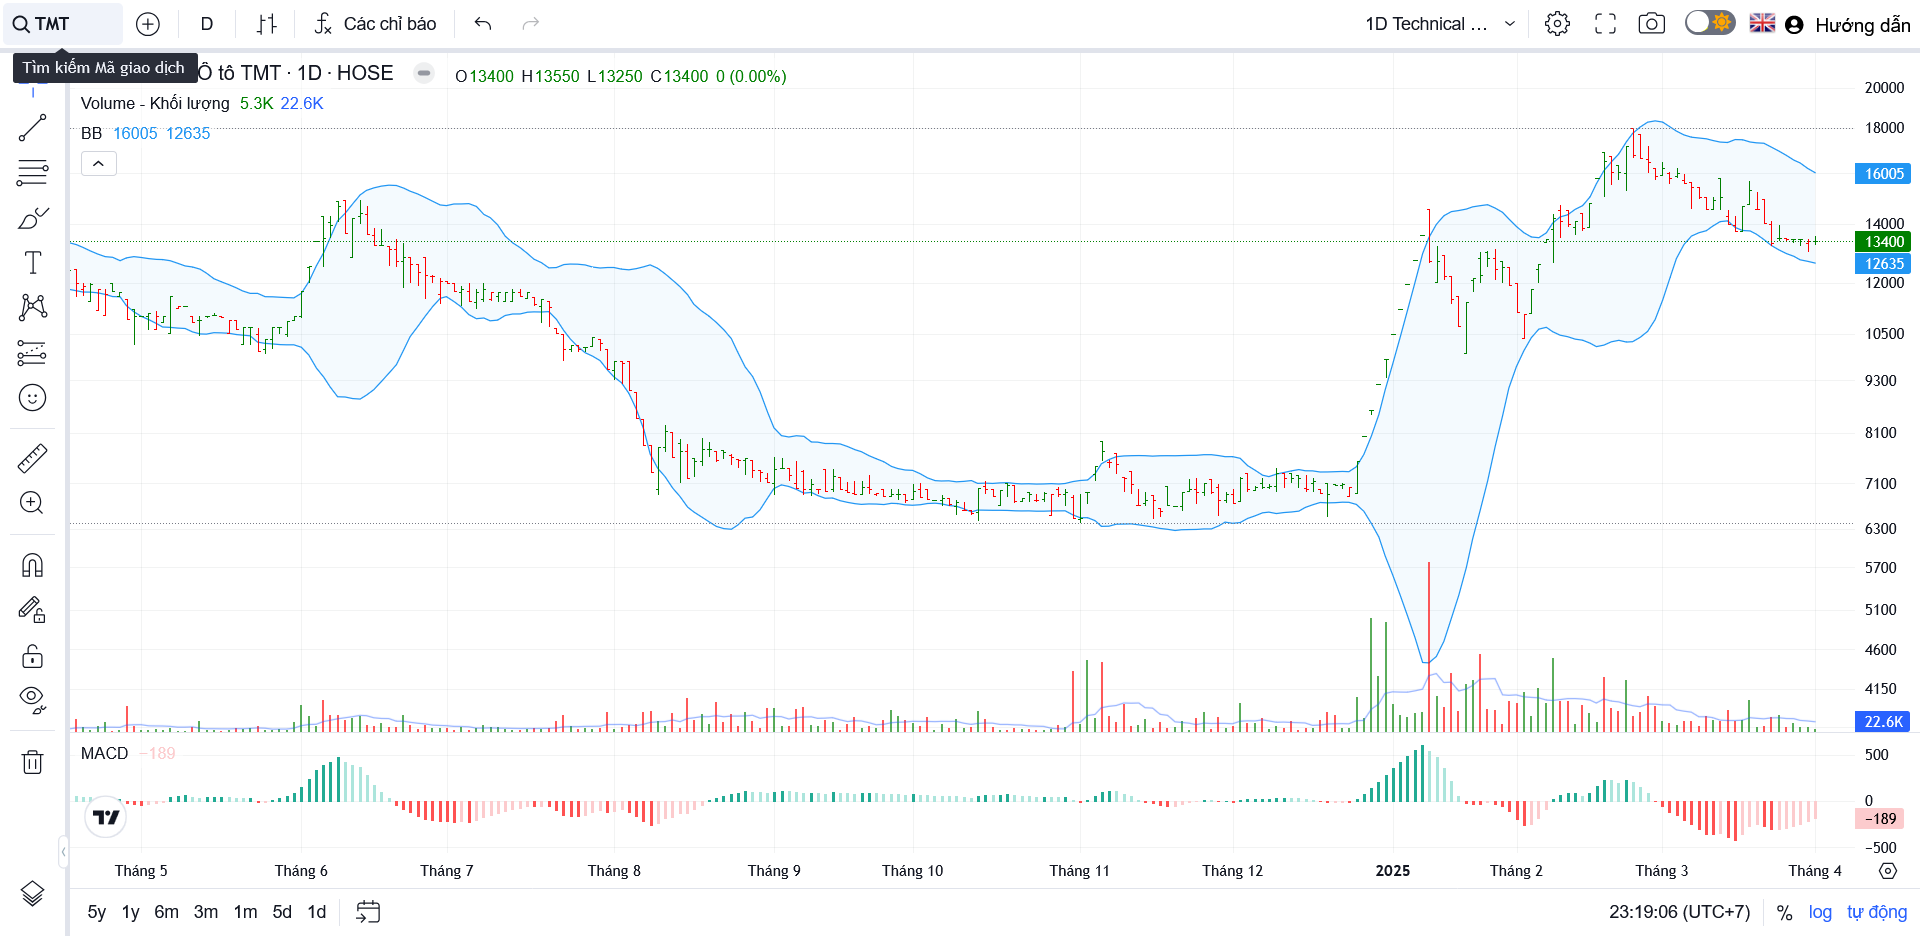 TMT
D
Các chỉ báo
1D Technical ...
Hướng dẫn
Tìm kiếm Mã giao dịch
Ô tô TMT · 1D · HOSE
O13400 H13550 L13250 C13400 0 (0.00%)
Volume - Khối lượng 5.3K 22.6K
BB 16005 12635
20000
18000
16005
14000
13400
12635
12000
10500
9300
8100
7100
6300
5700
5100
4600
4150
22.6K
MACD −189
500
0
−189
−500
Tháng 5 Tháng 6 Tháng 7 Tháng 8 Tháng 9 Tháng 10 Tháng 11 Tháng 12 2025 Tháng 2 Tháng 3 Tháng 4
5y 1y 6m 3m 1m 5d 1d
23:19:06 (UTC+7) % log tự động